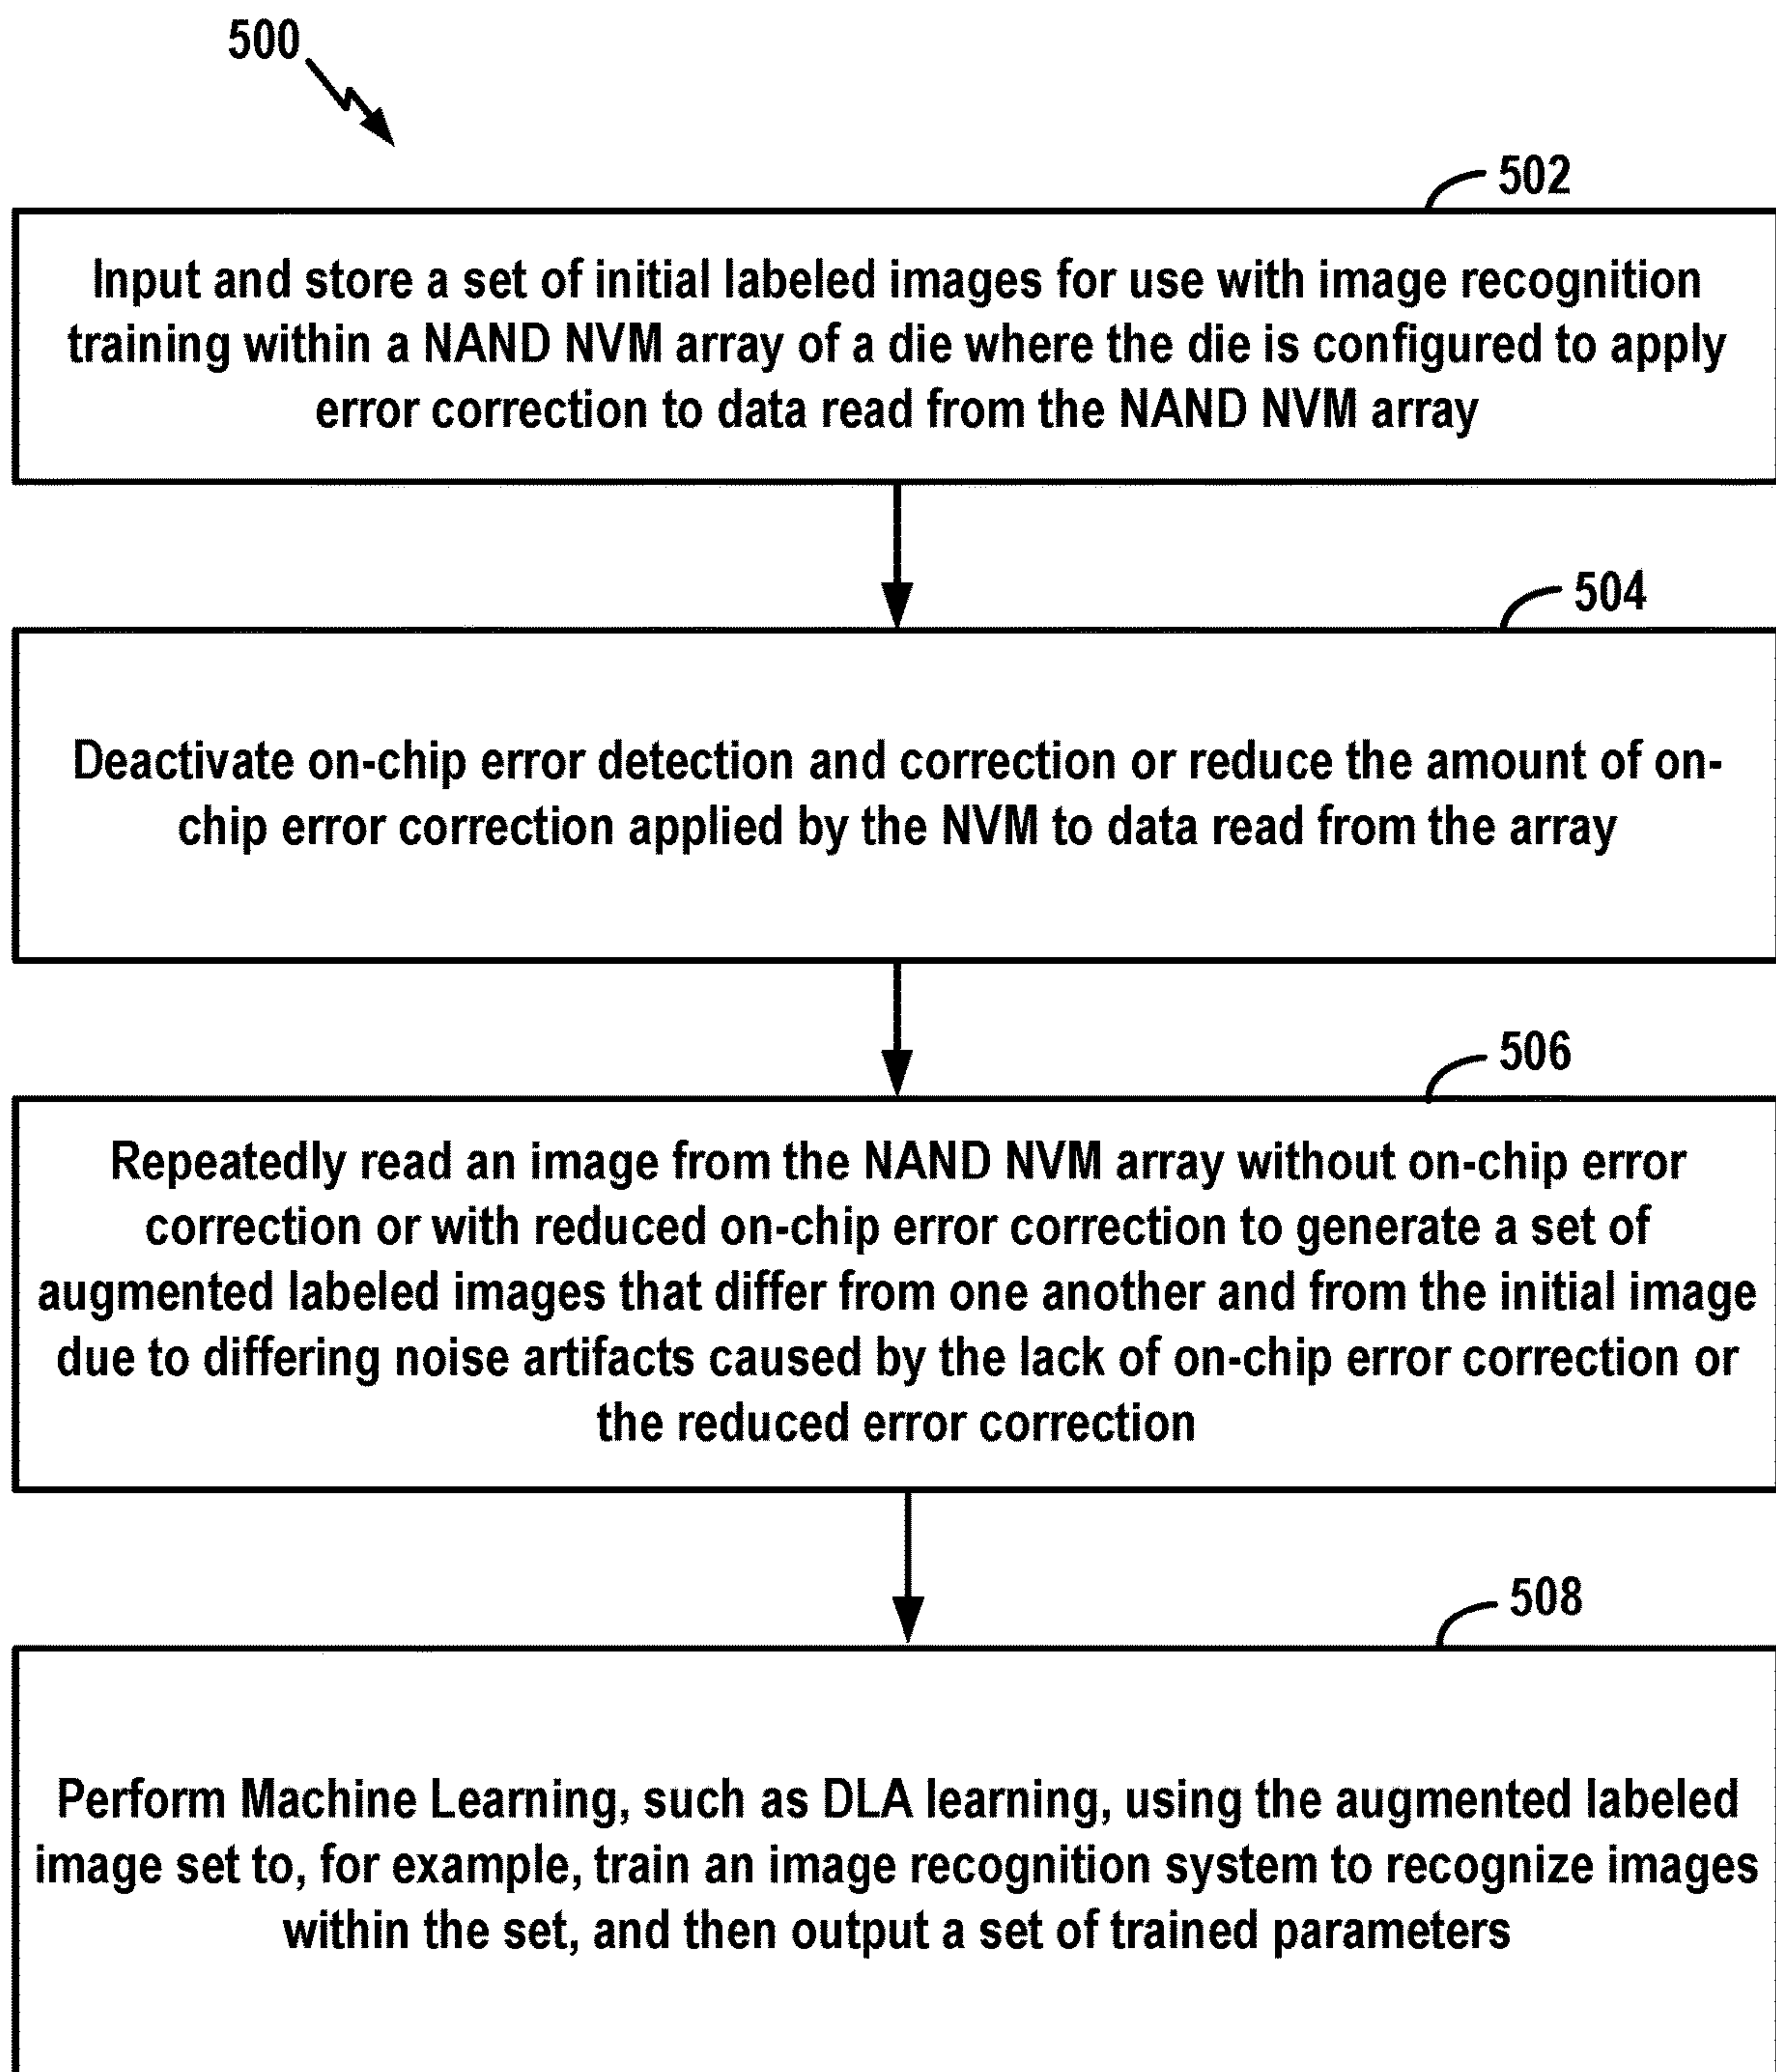 500
502
Input and store a set of initial labeled images for use with image recognition
training within a NAND NVM array of a die where the die is configured to apply
error correction to data read from the NAND NVM array
504
Deactivate on-chip error detection and correction or reduce the amount of on-
chip error correction applied by the NVM to data read from the array
506
Repeatedly read an image from the NAND NVM array without on-chip error
correction or with reduced on-chip error correction to generate a set of
augmented labeled images that differ from one another and from the initial image
due to differing noise artifacts caused by the lack of on-chip error correction or
the reduced error correction
508
Perform Machine Learning, such as DLA learning, using the augmented labeled
image set to, for example, train an image recognition system to recognize images
within the set, and then output a set of trained parameters